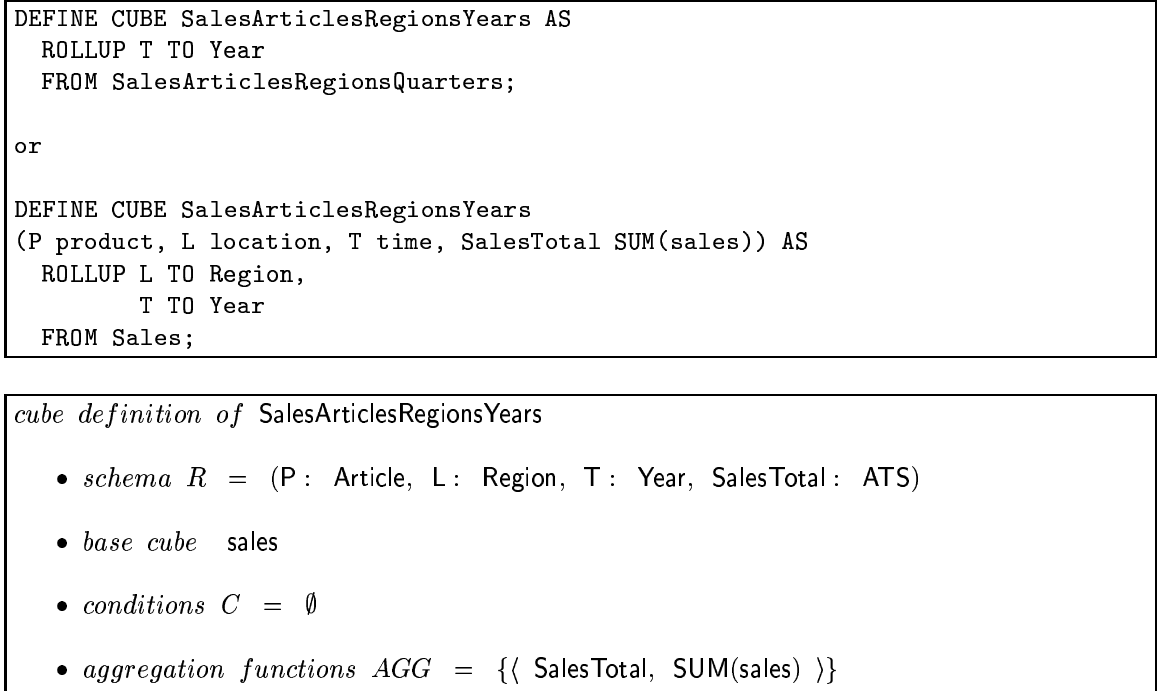 DEFINE CUBE SalesArticlesRegionsYears AS
ROLLUP T TO Year
FROM SalesArticlesRegionsQuarters;
or
DEFINE CUBE SalesArticlesRegionsYears
(P product, L location, T time, SalesTotal SUM(sales)) AS
ROLLUP L TO Region,
T TO Year
FROM Sales;
cube definition of SalesArticlesRegionsYears
• schema R = (P : Article, L : Region, T : Year, SalesTotal : ATS)
• base cube sales
• conditions C = ∅
• aggregation functions AGG = {⟨ SalesTotal, SUM(sales) ⟩}